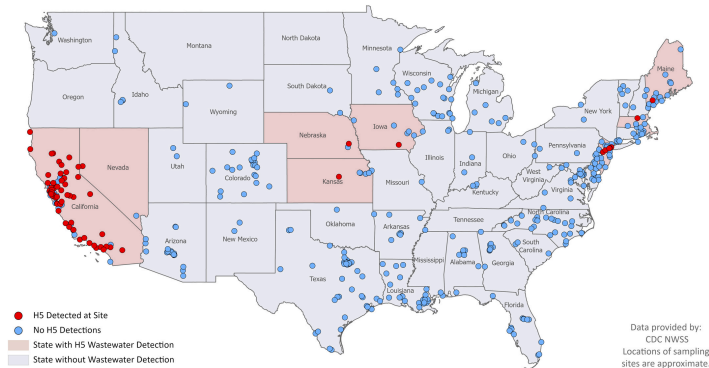 Washington
Montana
North Dakota
Minnesota
Maine
Oregon
Idaho
Wyoming
South Dakota
Wisconsin
Michigan
New York
Nebraska
Iowa
Pennsylvania
Nevada
Utah
Colorado
Kansas
Illinois
Indiana
Ohio
West
Virginia
Virginia
California
Missouri
Kentucky
Arizona
New Mexico
Oklahoma
Arkansas
Tennessee
North Carolina
South
Carolina
Mississippi
Alabama
Georgia
Texas
Louisiana
Florida
H5 Detected at Site
No H5 Detections
State with H5 Wastewater Detection
State without Wastewater Detection
Data provided by:
CDC NWSS
Locations of sampling
sites are approximate